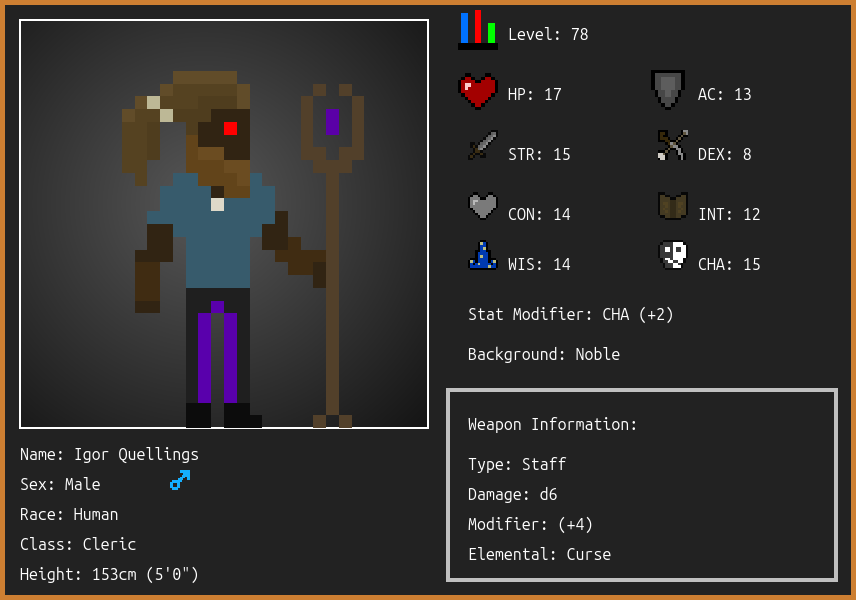 Level: 78
HP: 17
AC: 13
STR: 15
DEX: 8
CON: 14
INT: 12
WIS: 14
CHA: 15
Stat Modifier: CHA (+2)
Background: Noble
Weapon Information:
Type: Staff
Damage: d6
Modifier: (+4)
Elemental: Curse
Name: Igor Quellings
Sex: Male
Race: Human
Class: Cleric
Height: 153cm (5'0")